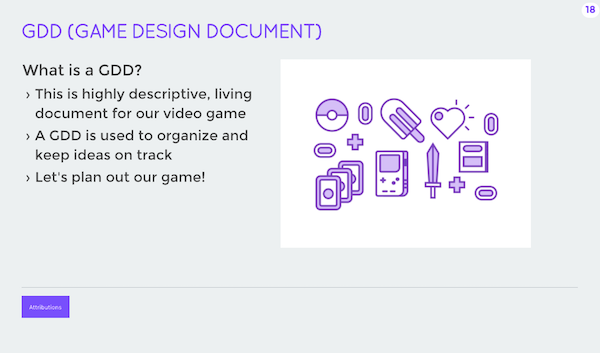 18
GDD (GAME DESIGN DOCUMENT)
What is a GDD?
› This is highly descriptive, living
document for our video game
› A GDD is used to organize and
keep ideas on track
› Let's plan out our game!
Attributions